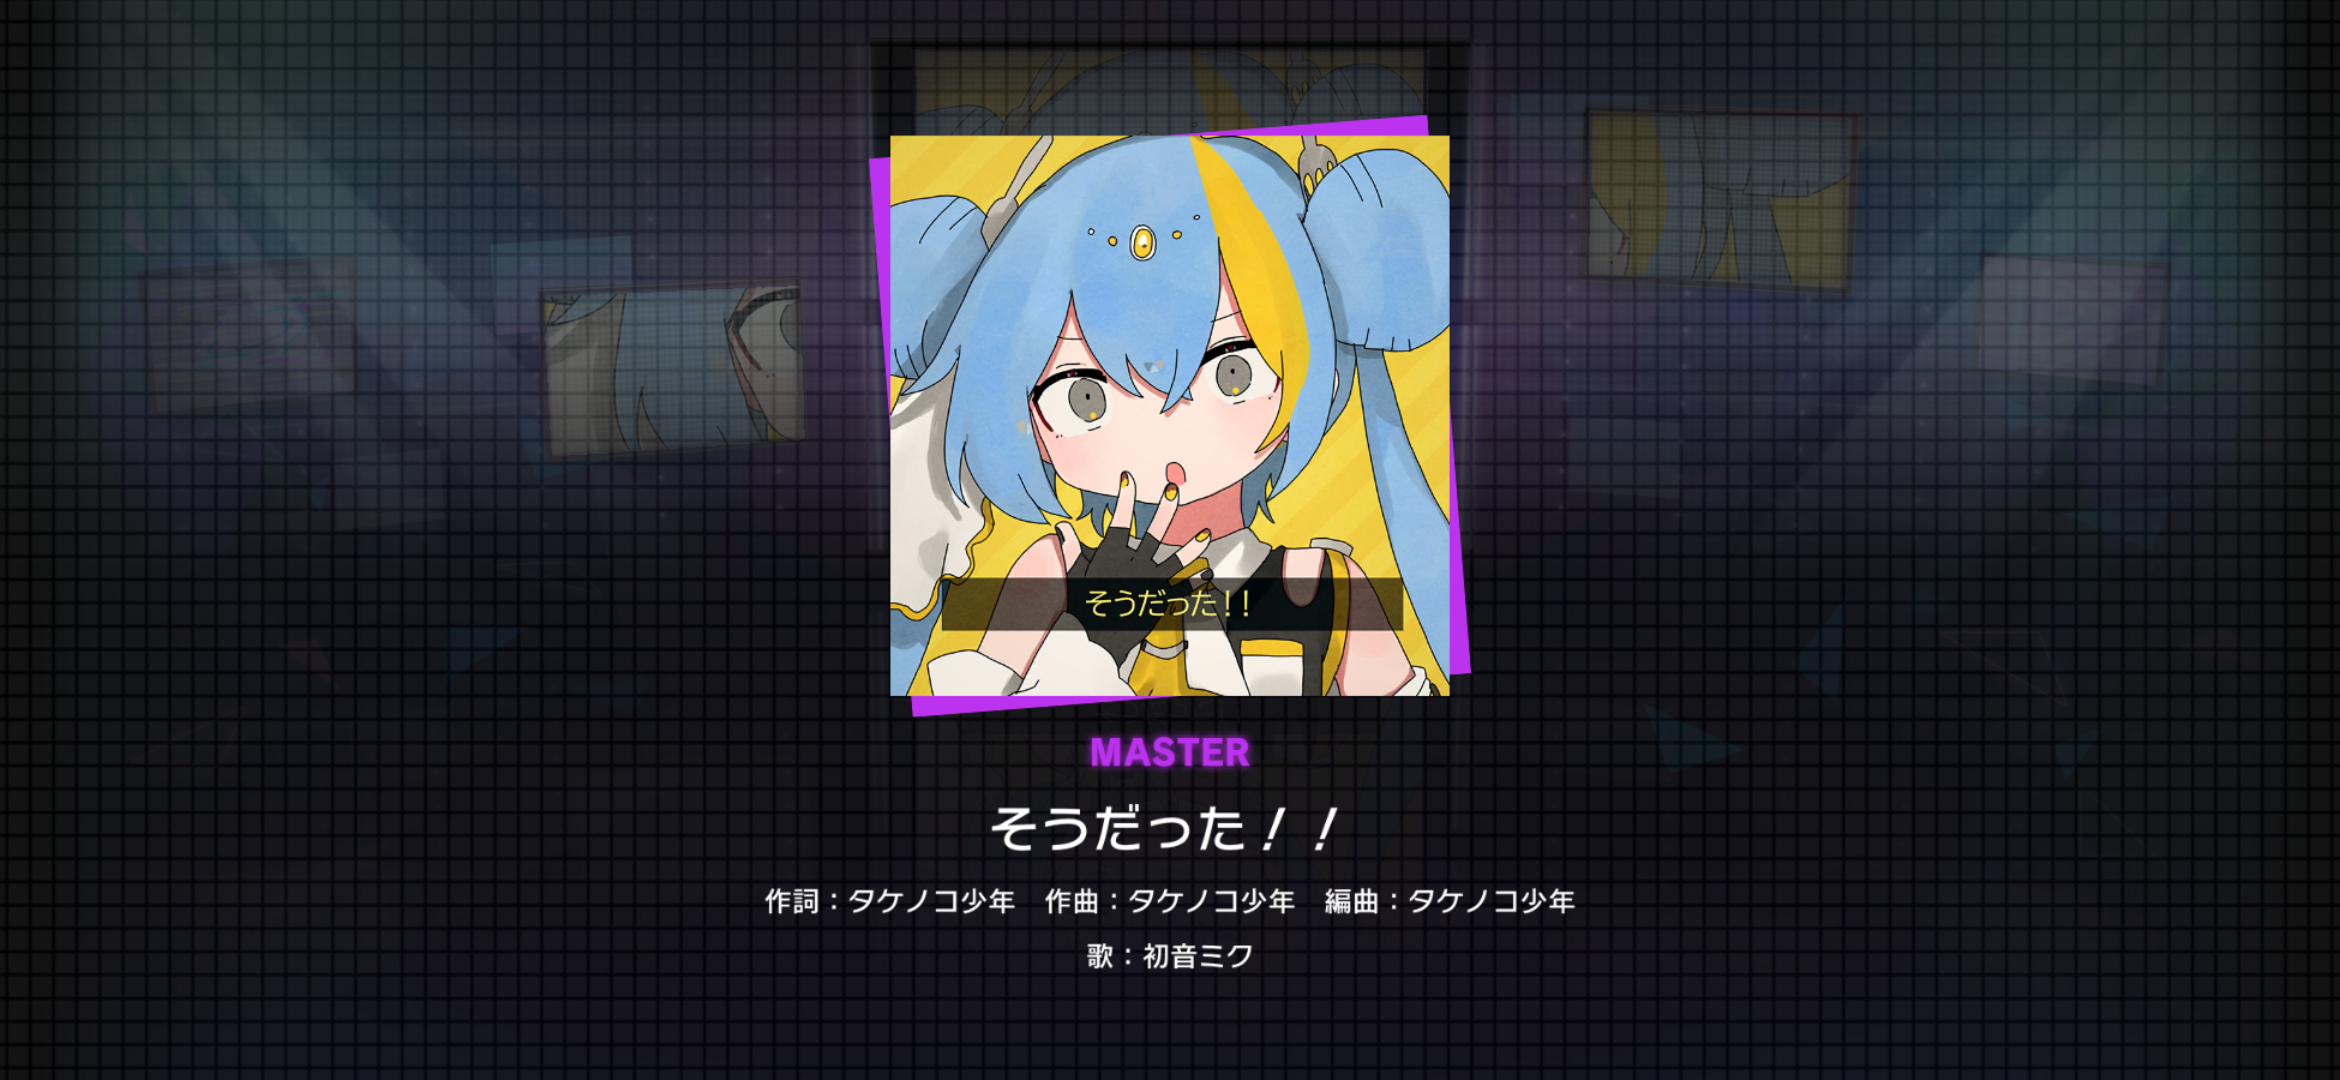 そうだった!!
MASTER
そうだった！！
作詞：タケノコ少年　作曲：タケノコ少年　編曲：タケノコ少年
歌：初音ミク